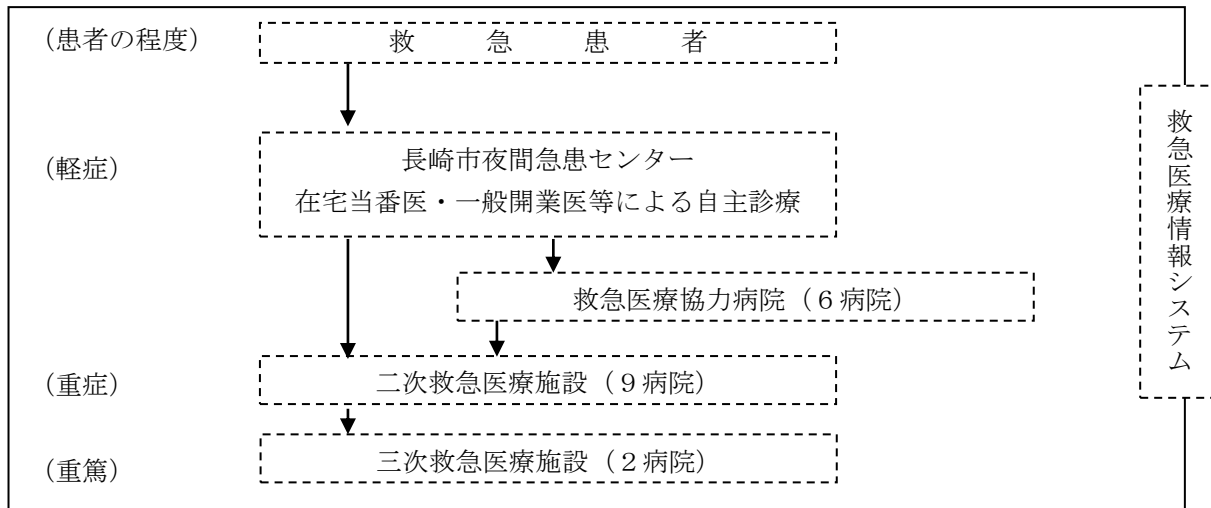 (患者の程度)
救急患者
(軽症)
長崎市夜間急患センター
在宅当番医・一般開業医等による自主診療
救急医療協力病院(6病院)
(重症)
二次救急医療施設(9病院)
(重篤)
三次救急医療施設(2病院)
救急医療情報システム